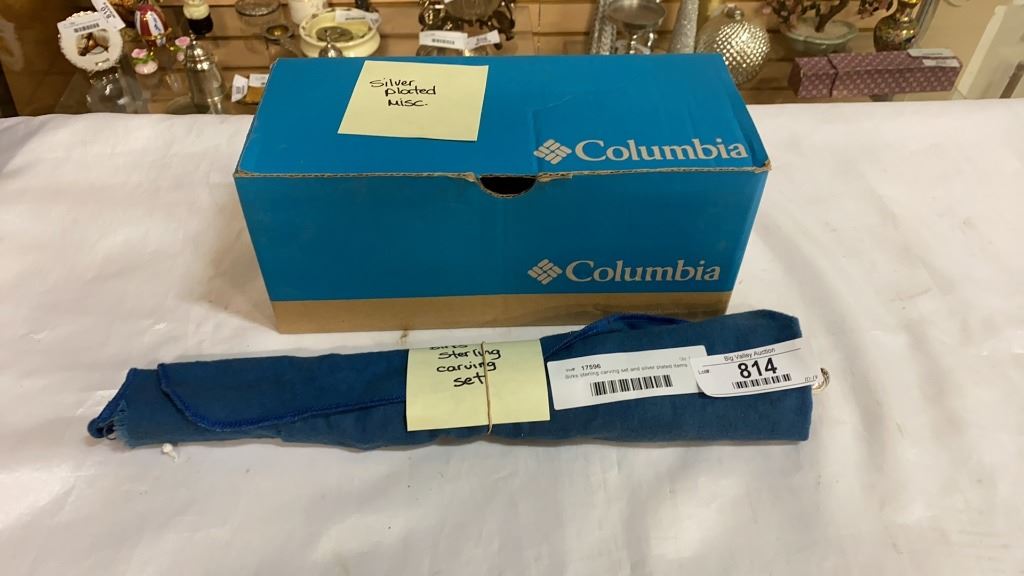 Silver
plated
Misc.
Columbia
Columbia
sterling
carving
set
17596
Birks sterling carving set and silver plated items
Big Valley Auction
Lot# 814